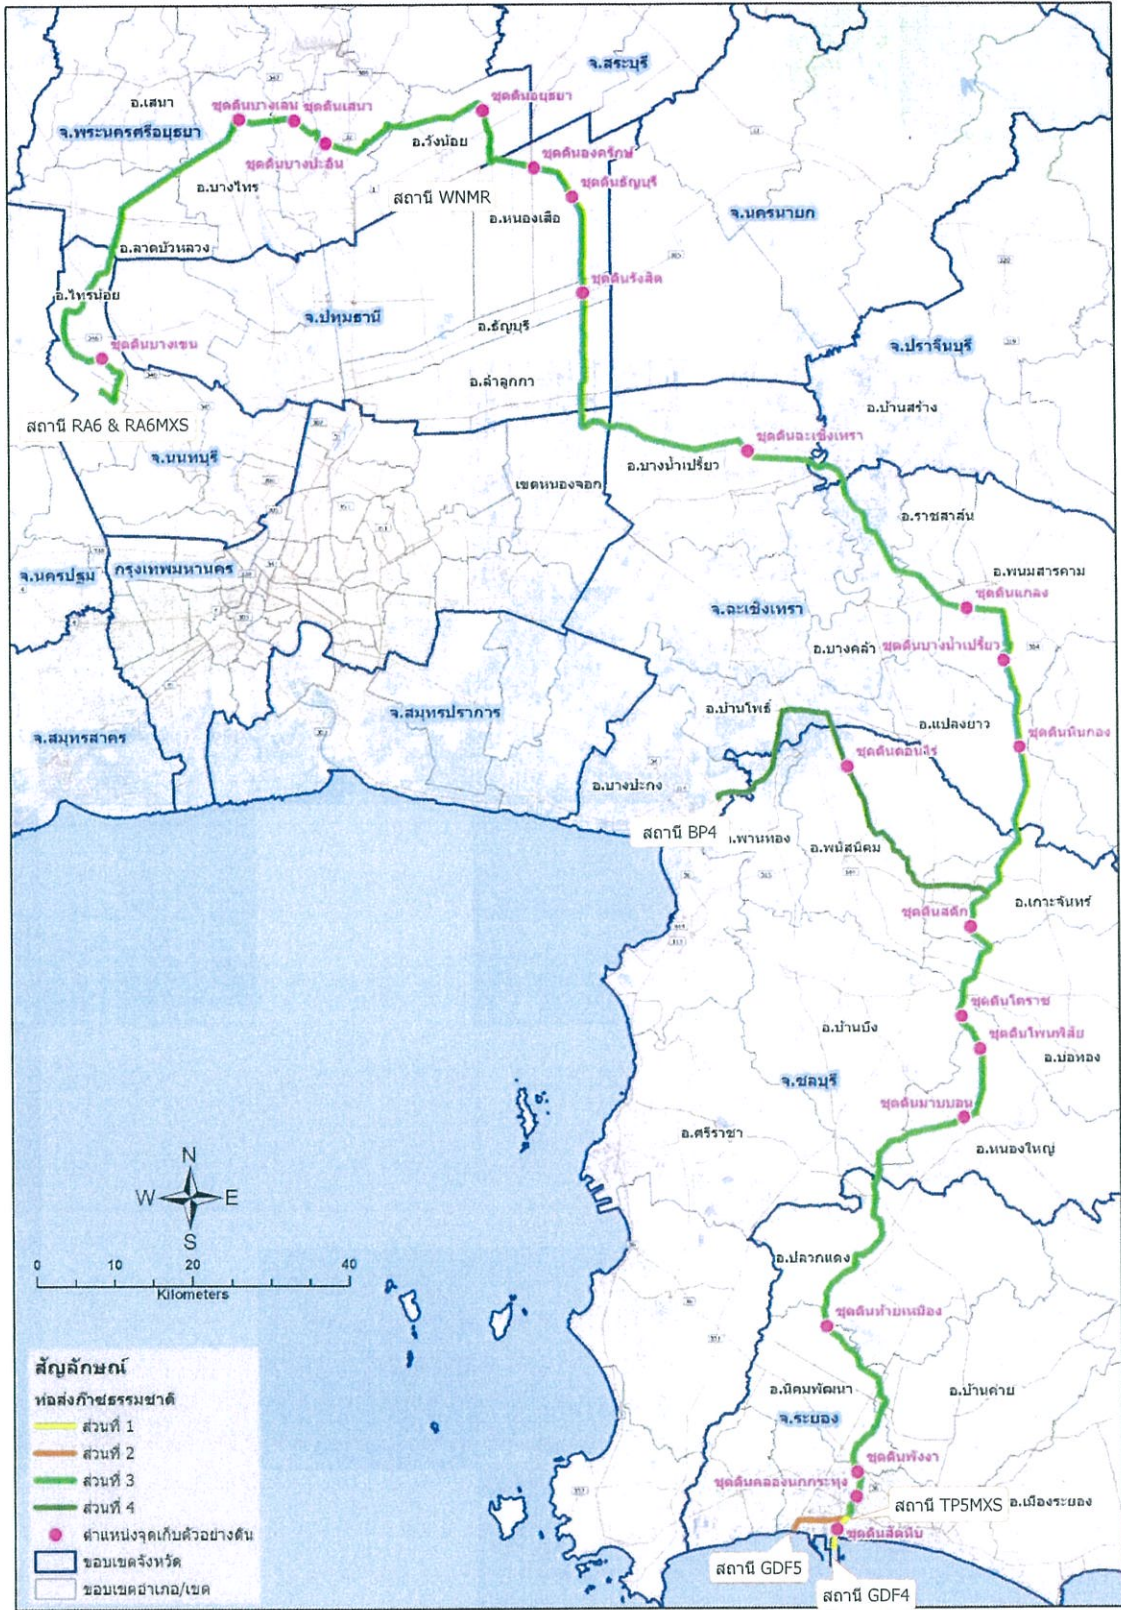 จ.สระบุรี
อ.เสนา
ชุดดินบางเลน
ชุดดินเสนา
ชุดดินอยุธยา
จ.พระนครศรีอยุธยา
อ.วังน้อย
ชุดดินบางปะอิน
ชุดดินองครักษ์
อ.บางไทร
สถานี WNMR
ชุดดินธัญบุรี
อ.หนองเสือ
จ.นครนายก
อ.ลาดบัวหลวง
ชุดดินรังสิต
อ.ไทรน้อย
จ.ปทุมธานี
อ.ธัญบุรี
ชุดดินบางเขน
จ.ปราจีนบุรี
อ.ลำลูกกา
อ.บ้านสร้าง
สถานี RA6 & RA6MXS
ชุดดินฉะเชิงเทรา
จ.นนทบุรี
อ.บางน้ำเปรี้ยว
เขตหนองจอก
อ.ราชสาส์น
จ.นครปฐม
กรุงเทพมหานคร
อ.พนมสารคาม
ชุดดินแกลง
จ.ฉะเชิงเทรา
อ.บางคล้า
ชุดดินบางน้ำเปรี้ยว
อ.บ้านโพธิ์
จ.สมุทรปราการ
อ.แปลงยาว
จ.สมุทรสาคร
ชุดดินหินกอง
ชุดดินดอนไร่
อ.บางปะกง
สถานี BP4
อ.พานทอง
อ.พนัสนิคม
อ.เกาะจันทร์
ชุดดินสตึก
ชุดดินโคราช
อ.บ้านบึง
ชุดดินโพนพิสัย
อ.บ่อทอง
จ.ชลบุรี
ชุดดินมาบบอน
อ.ศรีราชา
อ.หนองใหญ่
N
W
E
S
อ.ปลวกแดง
0
10
20
40
Kilometers
ชุดดินท้ายเหมือง
อ.นิคมพัฒนา
อ.บ้านค่าย
จ.ระยอง
ชุดดินพังงา
ชุดดินคลองนกกระทุง
สถานี TP5MXS
อ.เมืองระยอง
ชุดดินสัตหีบ
สถานี GDF5
สถานี GDF4
สัญลักษณ์
ท่อส่งก๊าซธรรมชาติ
ส่วนที่ 1
ส่วนที่ 2
ส่วนที่ 3
ส่วนที่ 4
ตำแหน่งจุดเก็บตัวอย่างดิน
ขอบเขตจังหวัด
ขอบเขตอำเภอ/เขต